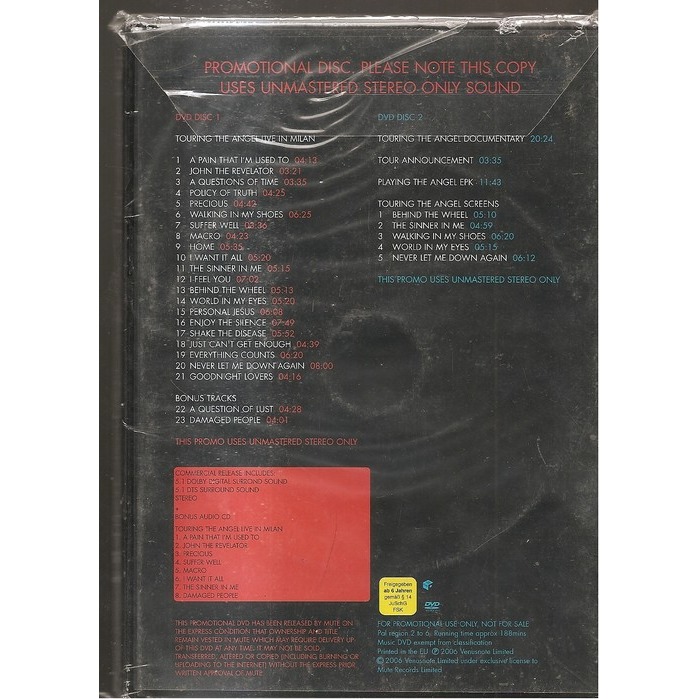 PROMOTIONAL DISC. PLEASE NOTE THIS COPY
USES UNMASTERED STEREO ONLY SOUND
DVD DISC 1
TOURING THE ANGEL:LIVE IN MILAN
1 A PAIN THAT I'M USED TO 04:13
2 JOHN THE REVELATOR 03:21
3 A QUESTIONS OF TIME 03:35
4 POLICY OF TRUTH 04:25
5 PRECIOUS 04:42
6 WALKING IN MY SHOES 06:25
7 SUFFER WELL 03:36
8 MACRO 04:23
9 HOME 05:35
10 I WANT IT ALL 05:20
11 THE SINNER IN ME 05:15
12 I FEEL YOU 07:02
13 BEHIND THE WHEEL 05:13
14 WORLD IN MY EYES 05:20
15 PERSONAL JESUS 06:08
16 ENJOY THE SILENCE 07:49
17 SHAKE THE DISEASE 05:52
18 JUST CAN'T GET ENOUGH 04:39
19 EVERYTHING COUNTS 06:20
20 NEVER LET ME DOWN AGAIN 08:00
21 GOODNIGHT LOVERS 04:16
BONUS TRACKS
22 A QUESTION OF LUST 04:28
23 DAMAGED PEOPLE 04:01
THIS PROMO USES UNMASTERED STEREO ONLY
DVD DISC 2
TOURING THE ANGEL DOCUMENTARY 20:24
TOUR ANNOUNCEMENT 03:35
PLAYING THE ANGEL EPK 11:43
TOURING THE ANGEL SCREENS
1 BEHIND THE WHEEL 05:10
2 THE SINNER IN ME 04:59
3 WALKING IN MY SHOES 06:20
4 WORLD IN MY EYES 05:15
5 NEVER LET ME DOWN AGAIN 06:12
THIS PROMO USES UNMASTERED STEREO ONLY
COMMERCIAL RELEASE INCLUDES:
5.1 DOLBY DIGITAL SURROND SOUND
5.1 DTS SURROUND SOUND
STEREO
+
BONUS AUDIO CD
TOURING THE ANGEL:LIVE IN MILAN
1. A PAIN THAT I'M USED TO
2. JOHN THE REVELATOR
3. PRECIOUS
4. SUFFER WELL
5. MACRO
6. I WANT IT ALL
7. THE SINNER IN ME
8. DAMAGED PEOPLE
THIS PROMOTIONAL DVD HAS BEEN RELEASED BY MUTE ON
THE EXPRESS CONDITION THAT OWNERSHIP AND TITLE
REMAIN VESTED IN MUTE WHICH MAY REQUIRE DELIVERY UP
OF THIS DVD AT ANY TIME. IT MAY NOT BE SOLD,
TRANSFERRED, ALTERED OR COPIED (INCLUDING BURNING OR
UPLOADING TO THE INTERNET) WITHOUT THE EXPRESS PRIOR
WRITTEN APPROVAL OF MUTE
Freigegeben
ab 6 Jahren
gemäß § 14
JuSchG
FSK
DVD
FOR PROMOTIONAL USE ONLY, NOT FOR SALE
Pal region 2 to 6. Running time approx 188mins
Music DVD exempt from classification
Printed in the EU ℗ 2006 Venusnote Limited
© 2006 Venusnote Limited under exclusive license to
Mute Records Limited